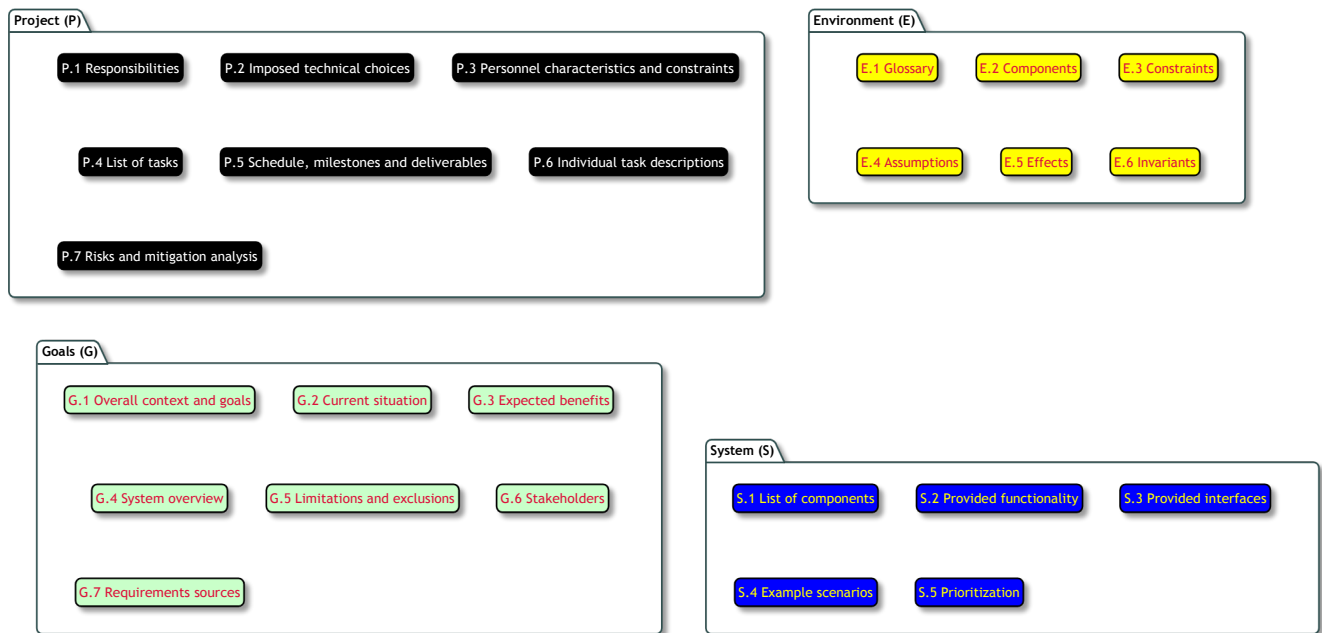 Project (P)
P.1 Responsibilities
P.2 Imposed technical choices
P.3 Personnel characteristics and constraints
P.4 List of tasks
P.5 Schedule, milestones and deliverables
P.6 Individual task descriptions
P.7 Risks and mitigation analysis
Environment (E)
E.1 Glossary
E.2 Components
E.3 Constraints
E.4 Assumptions
E.5 Effects
E.6 Invariants
Goals (G)
G.1 Overall context and goals
G.2 Current situation
G.3 Expected benefits
G.4 System overview
G.5 Limitations and exclusions
G.6 Stakeholders
G.7 Requirements sources
System (S)
S.1 List of components
S.2 Provided functionality
S.3 Provided interfaces
S.4 Example scenarios
S.5 Prioritization